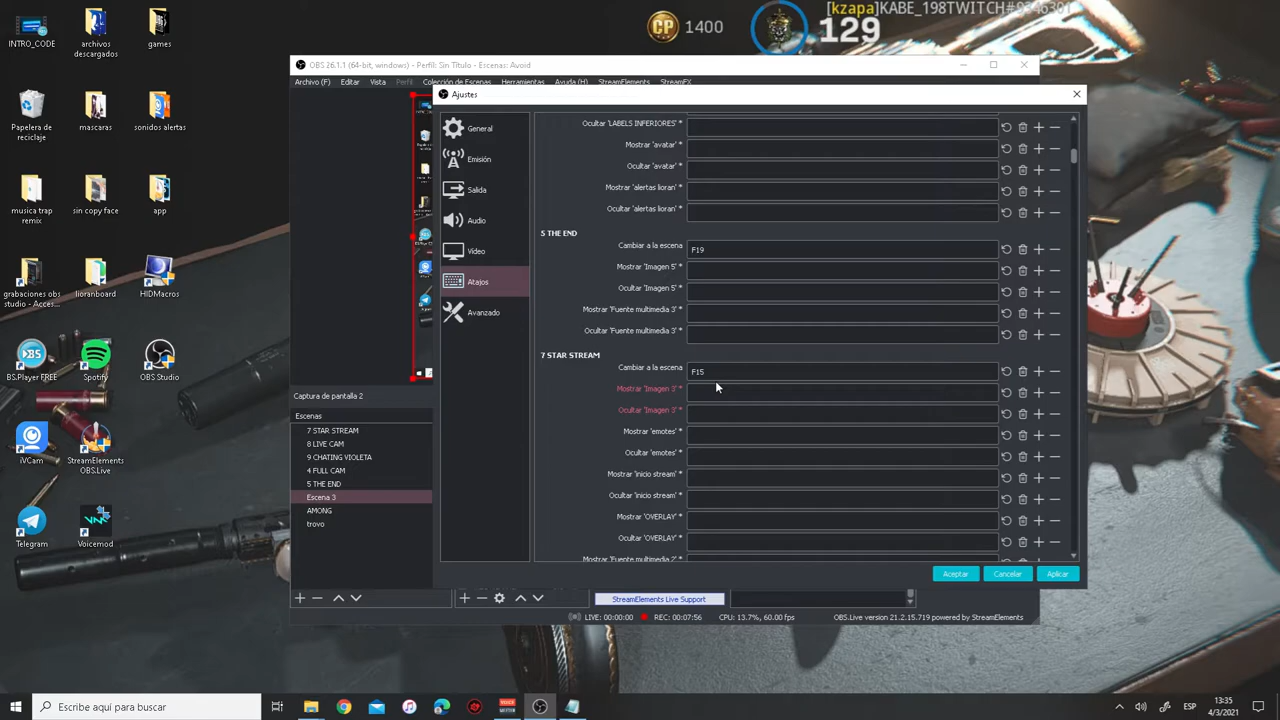 [kzapa]KABE_198TWITCH#9346301
CP 1400
129
INTRO_CODE
archivos descargados
games
Papelera de reciclaje
mascaras
sonidos alertas
musica trap remix
sin copy face
app
grabaciones obs studio - Acces...
lioranboard
HIDMacros
BS.Player FREE
Spotify
OBS Studio
iVCam
StreamElements OBS.Live
Telegram
Voicemod
OBS 26.1.1 (64-bit, windows) - Perfil: Sin Título - Escenas: Avoid
Archivo (F) Editar Vista Perfil Colección de Escenas Herramientas Ayuda (H) StreamElements StreamFX
Ajustes
General
Emisión
Salida
Audio
Vídeo
Atajos
Avanzado
Ocultar 'LABELS INFERIORES' *
Mostrar 'avatar' *
Ocultar 'avatar' *
Mostrar 'alertas lioran' *
Ocultar 'alertas lioran' *
5 THE END
Cambiar a la escena F19
Mostrar 'Imagen 5' *
Ocultar 'Imagen 5' *
Mostrar 'Fuente multimedia 3' *
Ocultar 'Fuente multimedia 3' *
7 STAR STREAM
Cambiar a la escena F15
Mostrar 'Imagen 3' *
Ocultar 'Imagen 3' *
Mostrar 'emotes' *
Ocultar 'emotes' *
Mostrar 'inicio stream' *
Ocultar 'inicio stream' *
Mostrar 'OVERLAY' *
Ocultar 'OVERLAY' *
Mostrar 'Fuente multimedia 2' *
Aceptar Cancelar Aplicar
Captura de pantalla 2
Escenas
7 STAR STREAM
8 LIVE CAM
9 CHATING VIOLETA
4 FULL CAM
5 THE END
Escena 3
AMONG
trovo
StreamElements Live Support
LIVE: 00:00:00 REC: 00:07:56 CPU: 13.7%, 60.00 fps OBS.Live version 21.2.15.719 powered by StreamElements
Escribe aquí para buscar
ESP
13:35
4/3/2021